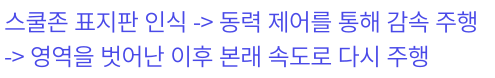 스쿨존 표지판 인식 -> 동력 제어를 통해 감속 주행
-> 영역을 벗어난 이후 본래 속도로 다시 주행